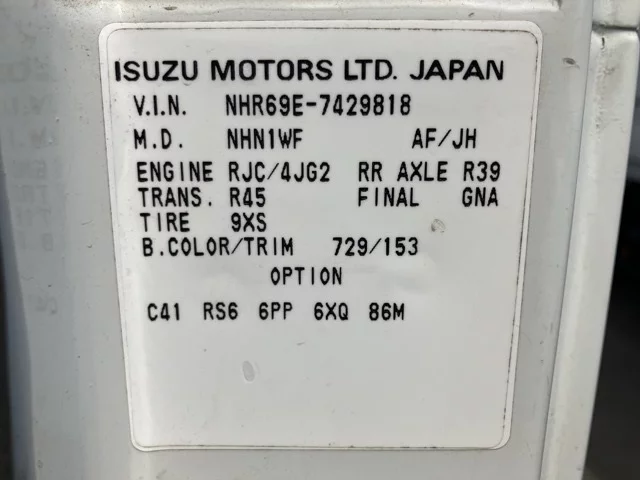 ISUZU MOTORS LTD. JAPAN
V.I.N. NHR69E-7429818
M.D. NHN1WF AF/JH
ENGINE RJC/4JG2 RR AXLE R39
TRANS. R45 FINAL GNA
TIRE 9XS
B.COLOR/TRIM 729/153
OPTION
C41 RS6 6PP 6XQ 86M